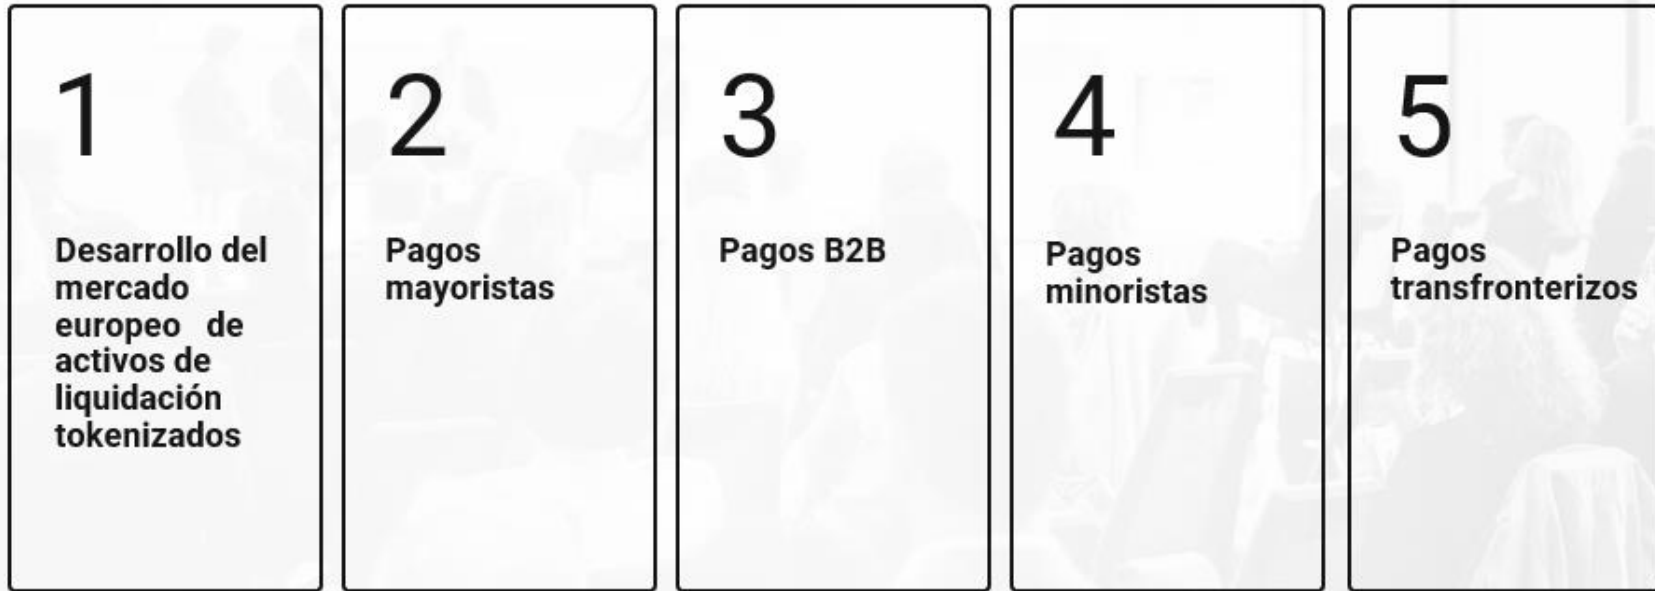 1
Desarrollo del
mercado
europeo de
activos de
liquidación
tokenizados
2
Pagos
mayoristas
3
Pagos B2B
4
Pagos
minoristas
5
Pagos
transfronterizos